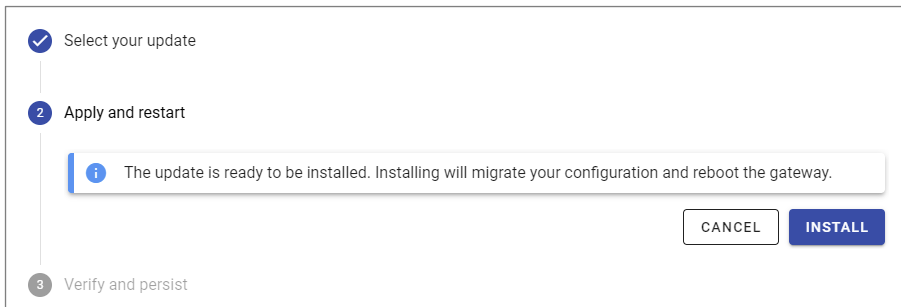 Select your update
2 Apply and restart
The update is ready to be installed. Installing will migrate your configuration and reboot the gateway.
CANCEL INSTALL
3 Verify and persist